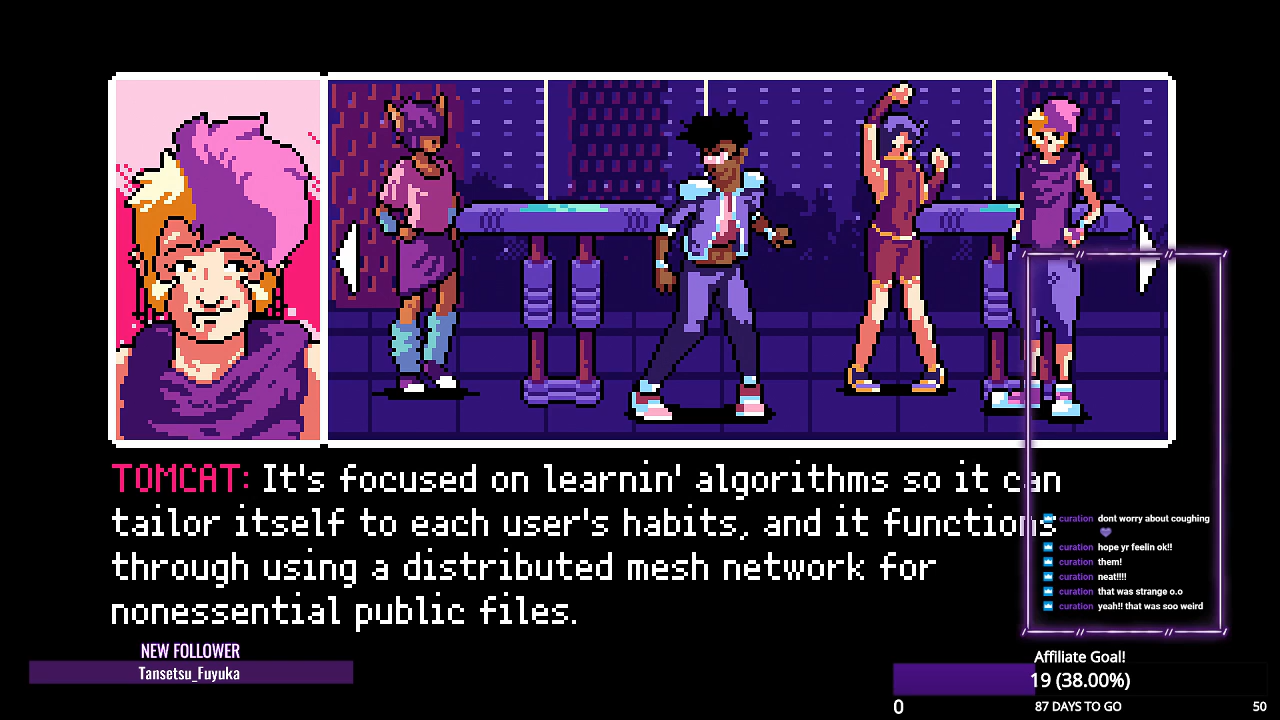 TOMCAT: It's focused on learnin' algorithms so it can
tailor itself to each user's habits, and it functions
through using a distributed mesh network for
nonessential public files.
curation dont worry about coughing
curation hope yr feelin ok!!
curation them!
curation neat!!!!
curation that was strange o.o
curation yeah!! that was soo weird
NEW FOLLOWER
Tansetsu_Fuyuka
Affiliate Goal!
19 (38.00%)
0 87 DAYS TO GO 50